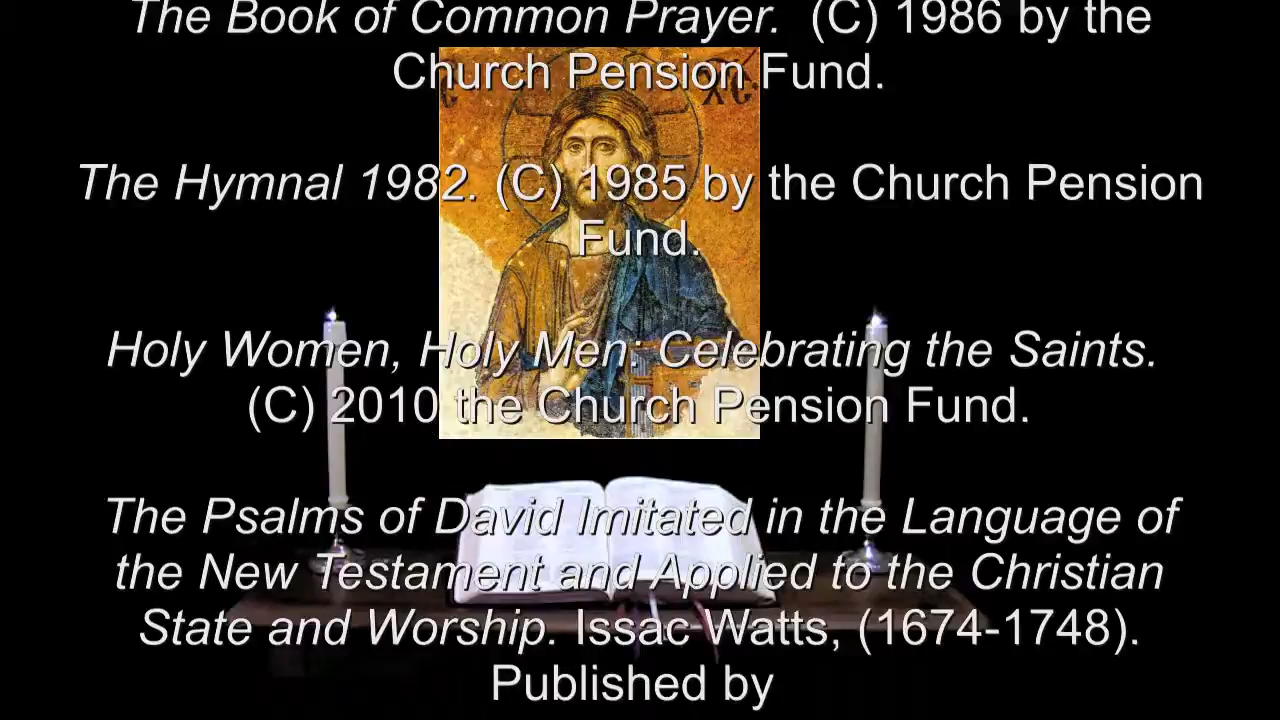 The Book of Common Prayer. (C) 1986 by the
Church Pension Fund.
The Hymnal 1982. (C) 1985 by the Church Pension
Fund.
Holy Women, Holy Men: Celebrating the Saints.
(C) 2010 the Church Pension Fund.
The Psalms of David Imitated in the Language of
the New Testament and Applied to the Christian
State and Worship. Issac Watts, (1674-1748).
Published by